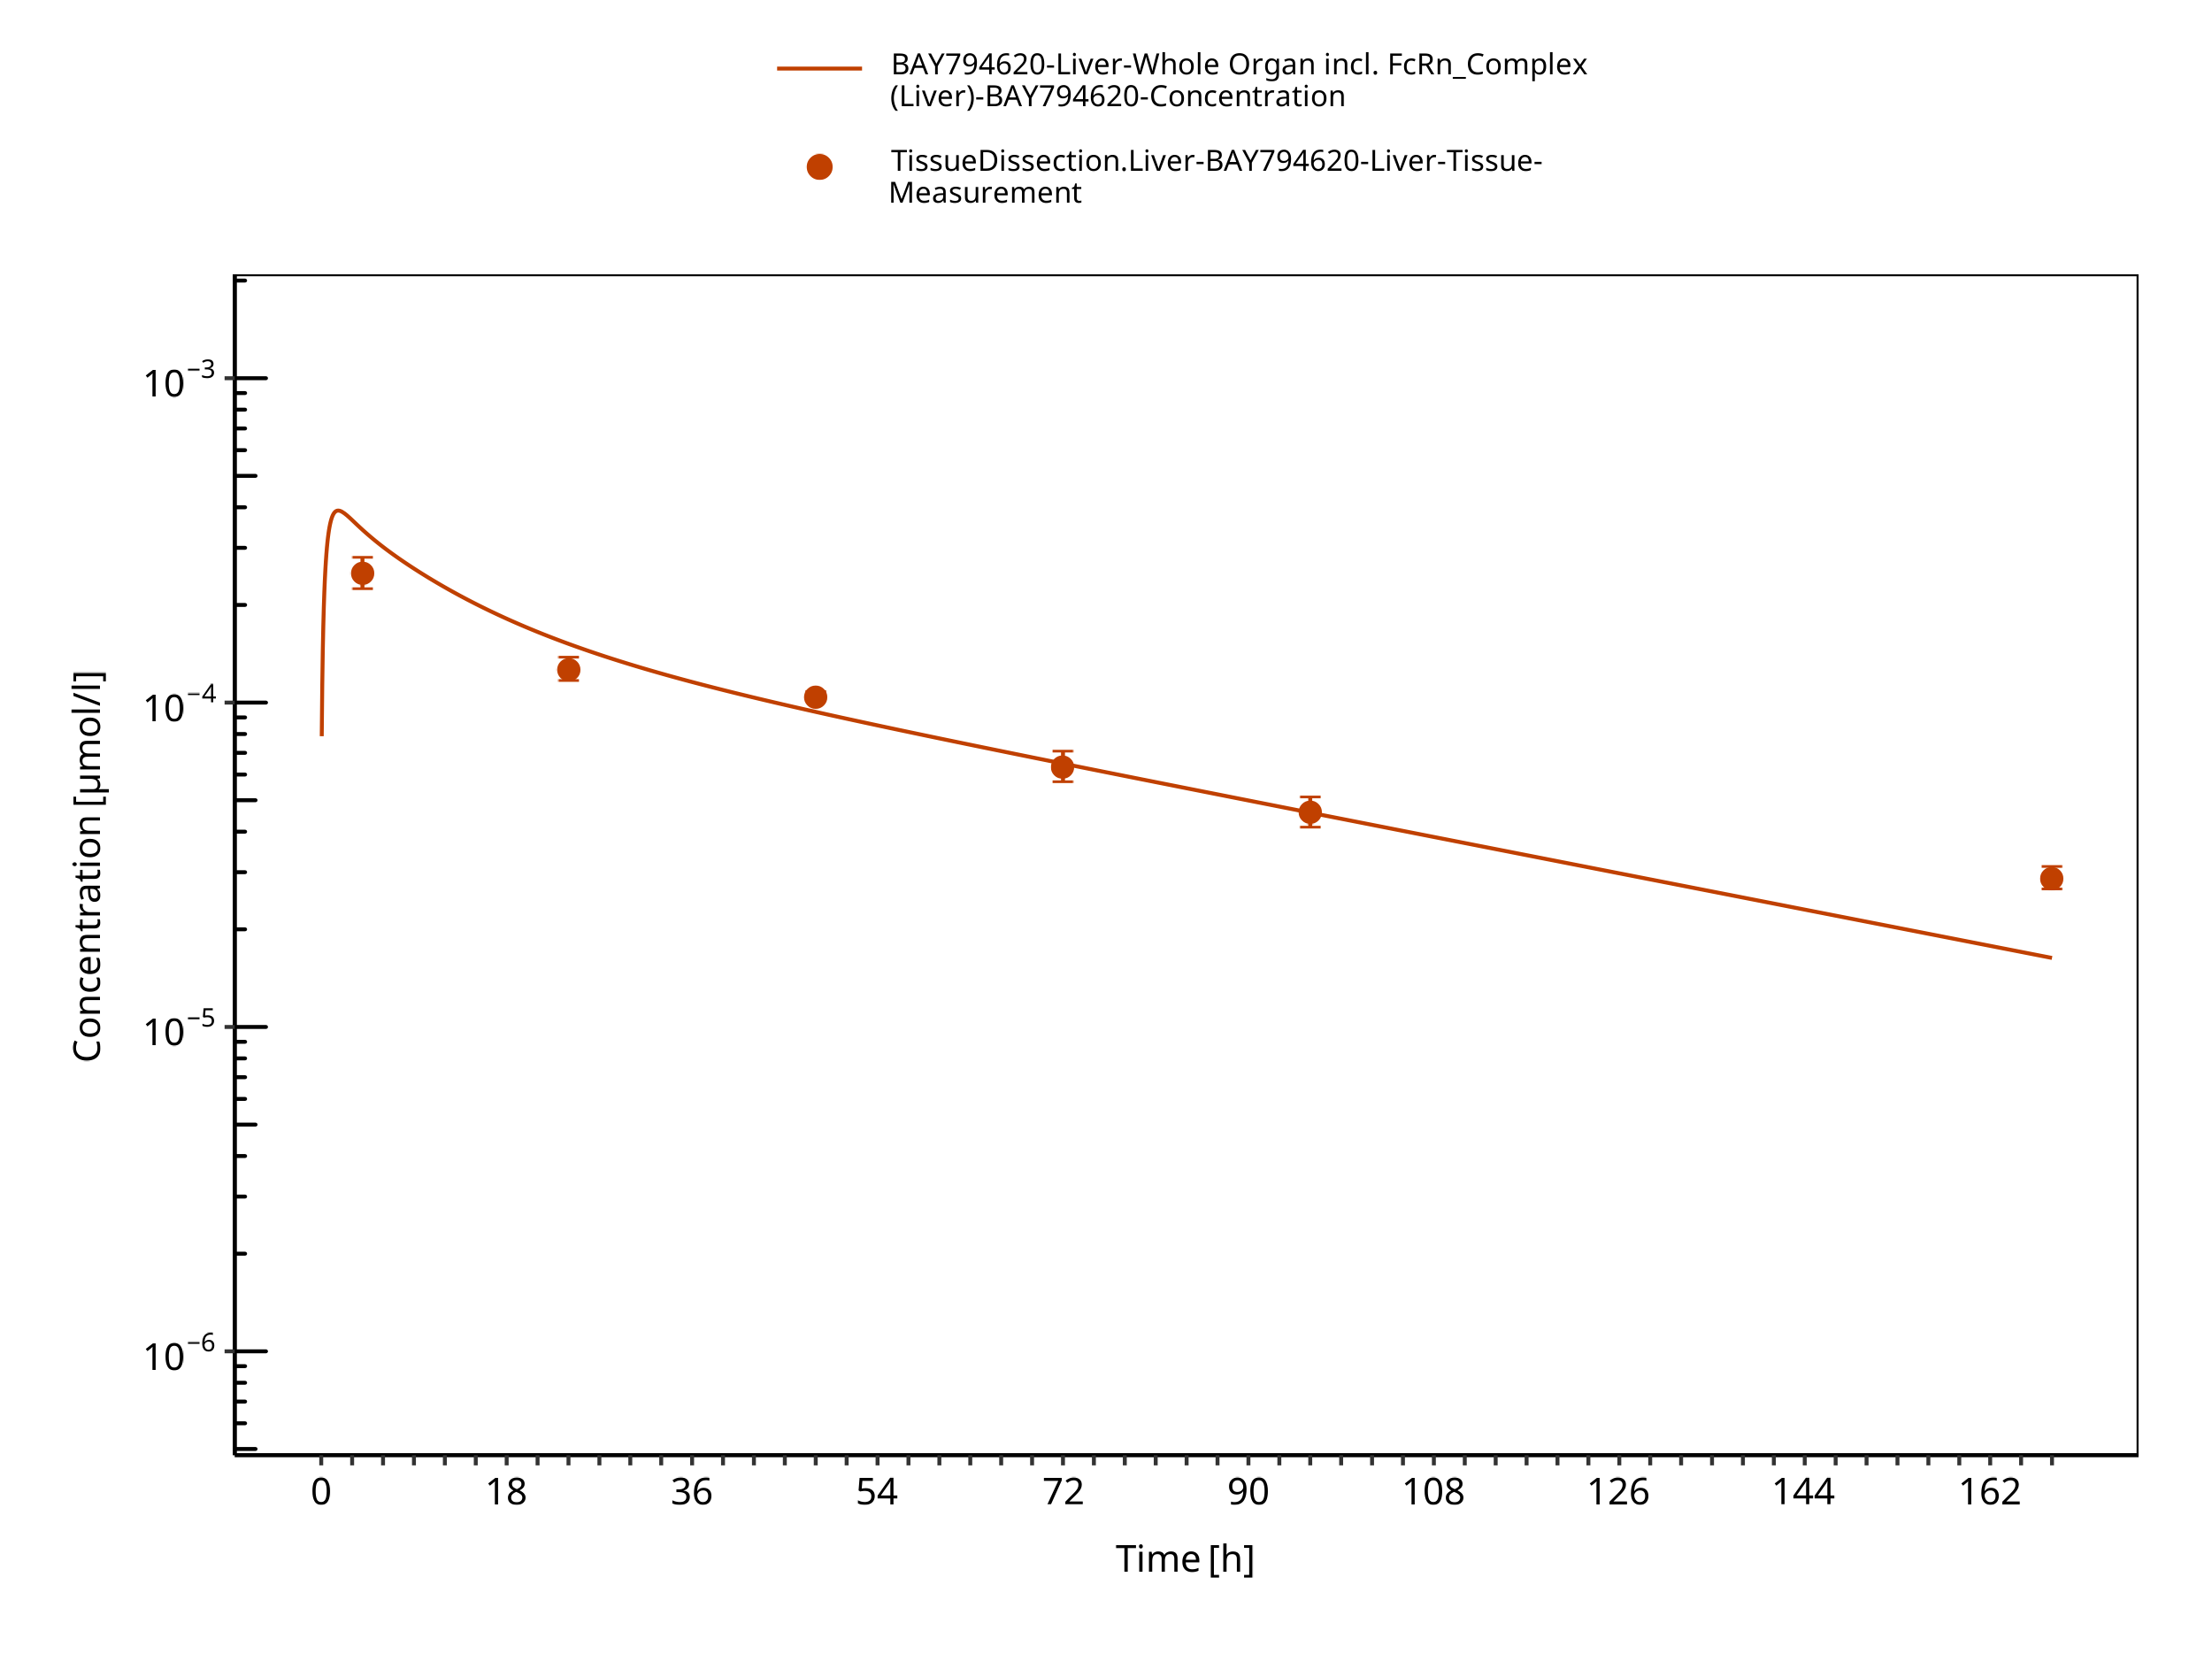 BAY794620-Liver-Whole Organ incl. FcRn_Complex
(Liver)-BAY794620-Concentration
TissueDissection.Liver-BAY794620-Liver-Tissue-
Measurement
Concentration [µmol/l]
10⁻³
10⁻⁴
10⁻⁵
10⁻⁶
0 18 36 54 72 90 108 126 144 162
Time [h]